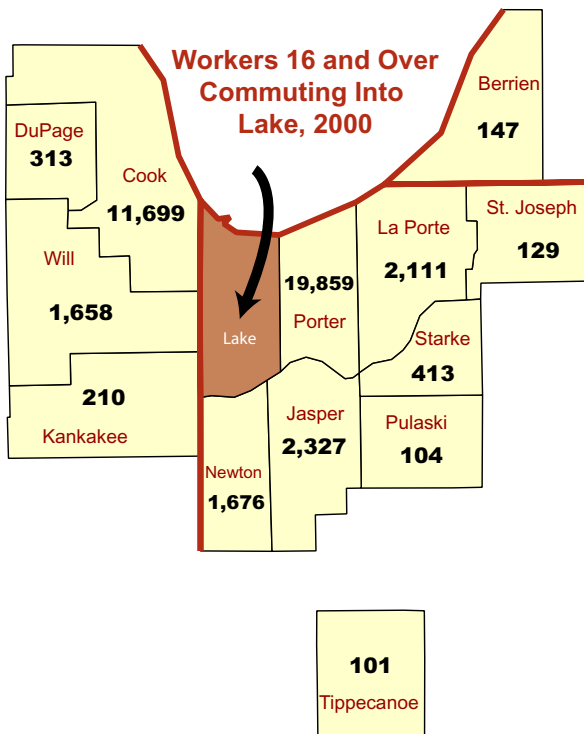 Workers 16 and Over
Commuting Into
Lake, 2000
Berrien
147
DuPage
313
Cook
11,699
St. Joseph
129
La Porte
2,111
Will
1,658
19,859
Porter
Lake
Starke
413
210
Kankakee
Jasper
2,327
Pulaski
104
Newton
1,676
101
Tippecanoe